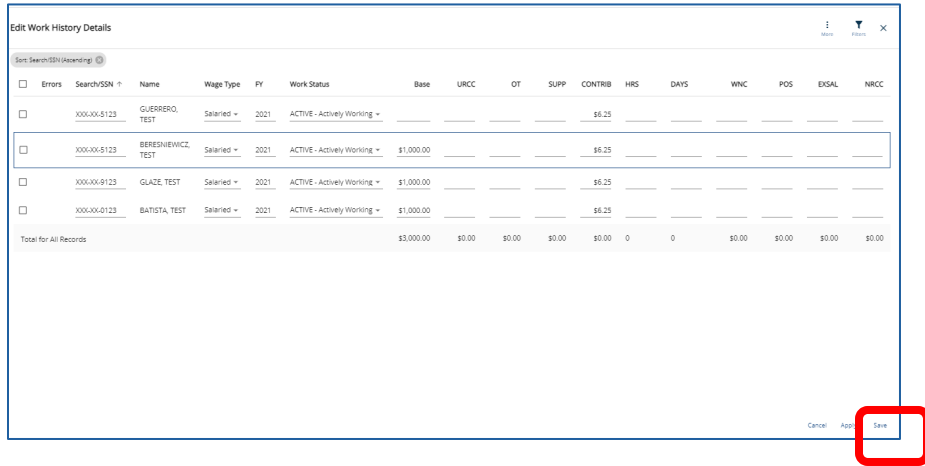 Edit Work History Details
More Filters
Sort: Search/SSN (Ascending)
Errors Search/SSN Name Wage Type FY Work Status Base URCC OT SUPP CONTRIB HRS DAYS WNC POS EXSAL NRCC
XXX-XX-5123 GUERRERO, TEST Salaried 2021 ACTIVE - Actively Working $6.25
XXX-XX-5123 BERESNIEWICZ, TEST Salaried 2021 ACTIVE - Actively Working $1,000.00 $6.25
XXX-XX-9123 GLAZE, TEST Salaried 2021 ACTIVE - Actively Working $1,000.00 $6.25
XXX-XX-0123 BATISTA, TEST Salaried 2021 ACTIVE - Actively Working $1,000.00 $6.25
Total for All Records $3,000.00 $0.00 $0.00 $0.00 $0.00 0 0 $0.00 $0.00 $0.00 $0.00
Cancel Apply Save